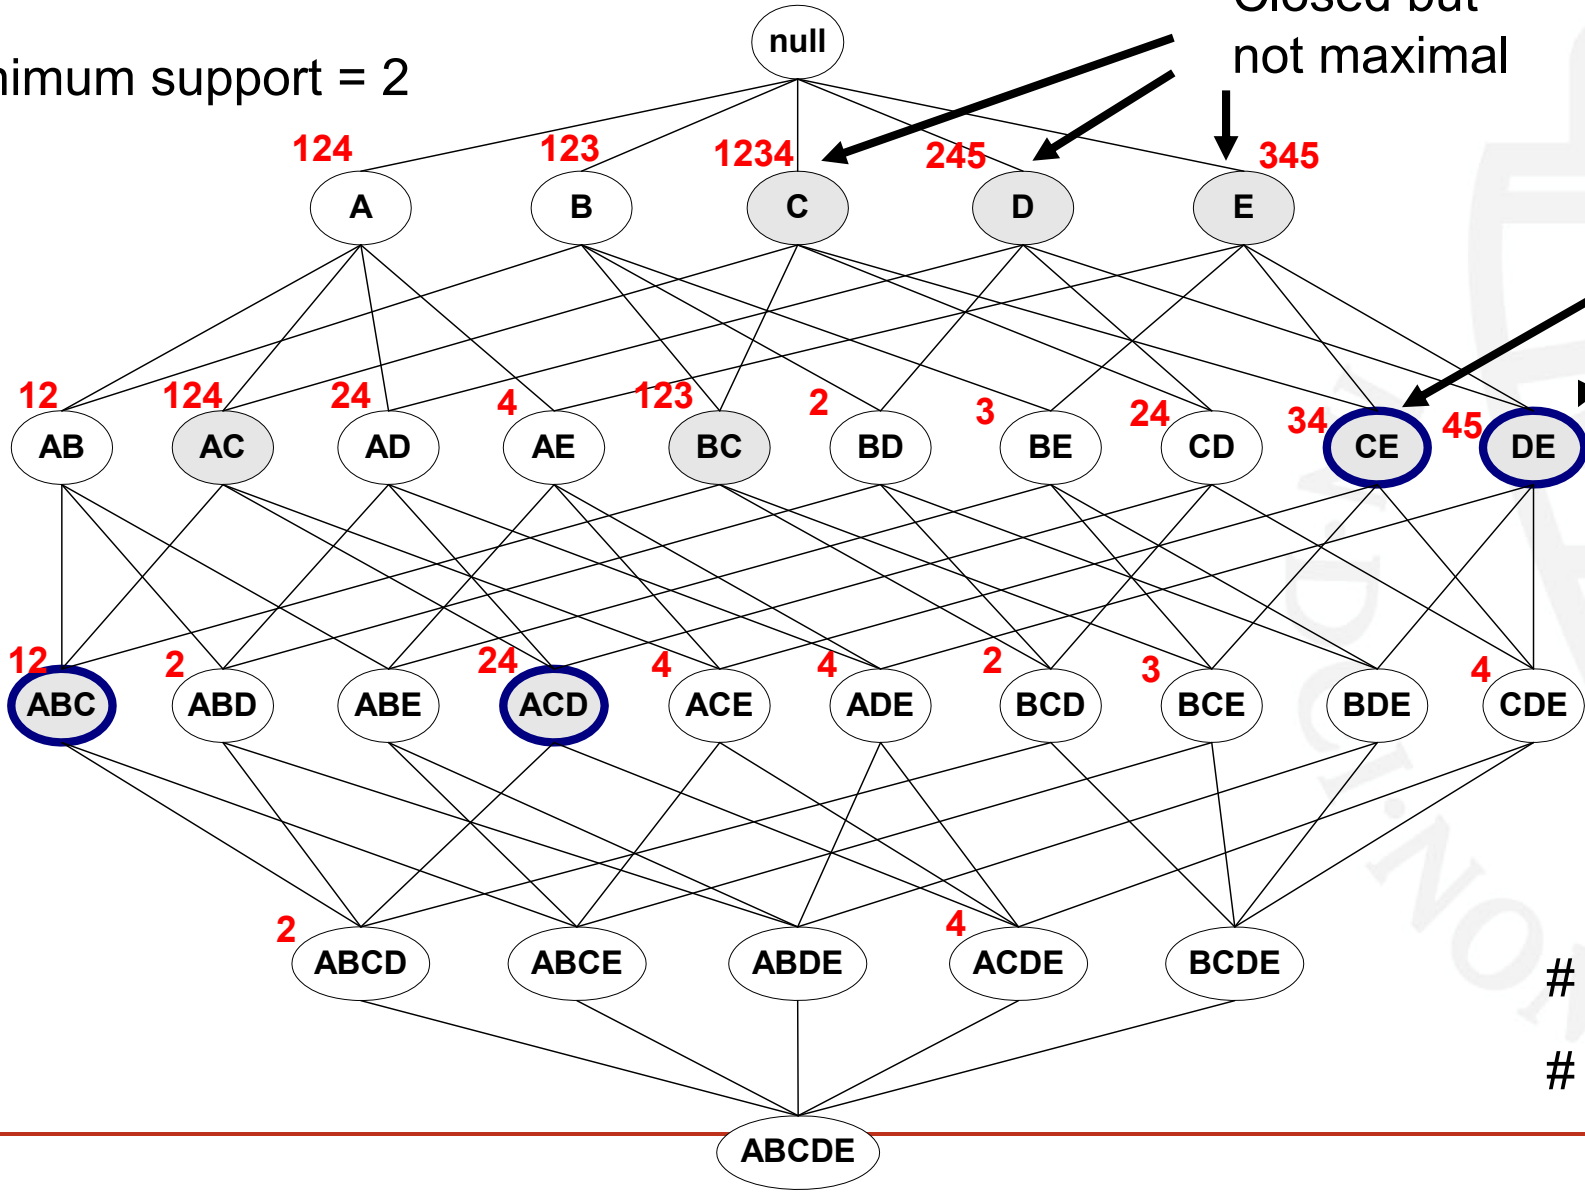 Closed but
not maximal
nimum support = 2
null
124 123 1234 245 345
A B C D E
12 124 24 4 123 2 3 24 34 45
AB AC AD AE BC BD BE CD CE DE
12 2 24 4 4 2 3 4
ABC ABD ABE ACD ACE ADE BCD BCE BDE CDE
2 4
ABCD ABCE ABDE ACDE BCDE
#
#
ABCDE